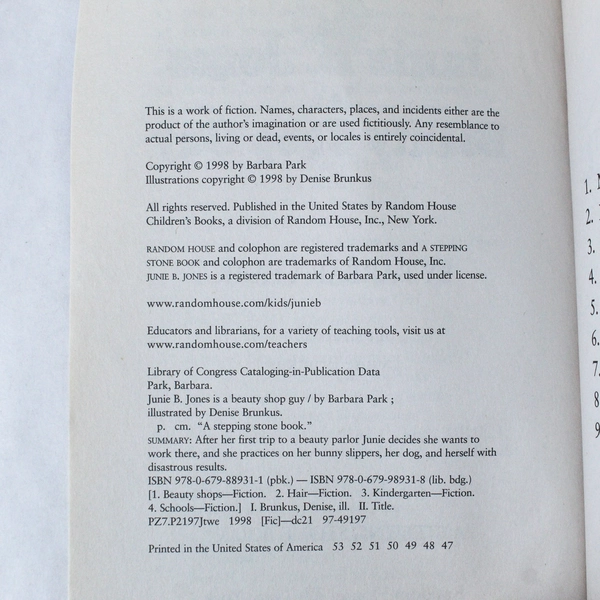 This is a work of fiction. Names, characters, places, and incidents either are the
product of the author's imagination or are used fictitiously. Any resemblance to
actual persons, living or dead, events, or locales is entirely coincidental.
Copyright © 1998 by Barbara Park
Illustrations copyright © 1998 by Denise Brunkus
All rights reserved. Published in the United States by Random House
Children's Books, a division of Random House, Inc., New York.
RANDOM HOUSE and colophon are registered trademarks and A STEPPING
STONE BOOK and colophon are trademarks of Random House, Inc.
JUNIE B. JONES is a registered trademark of Barbara Park, used under license.
www.randomhouse.com/kids/junieb
Educators and librarians, for a variety of teaching tools, visit us at
www.randomhouse.com/teachers
Library of Congress Cataloging-in-Publication Data
Park, Barbara.
Junie B. Jones is a beauty shop guy / by Barbara Park ;
illustrated by Denise Brunkus.
p. cm. "A stepping stone book."
SUMMARY: After her first trip to a beauty parlor Junie decides she wants to
work there, and she practices on her bunny slippers, her dog, and herself with
disastrous results.
ISBN 978-0-679-88931-1 (pbk.) — ISBN 978-0-679-98931-8 (lib. bdg.)
[1. Beauty shops—Fiction. 2. Hair—Fiction. 3. Kindergarten—Fiction.
4. Schools—Fiction.] I. Brunkus, Denise, ill. II. Title.
PZ7.P2197Jtwe 1998 [Fic]—dc21 97-49197
Printed in the United States of America 53 52 51 50 49 48 47
1.
2.
3.
4.
5.
6.
7.
8
9